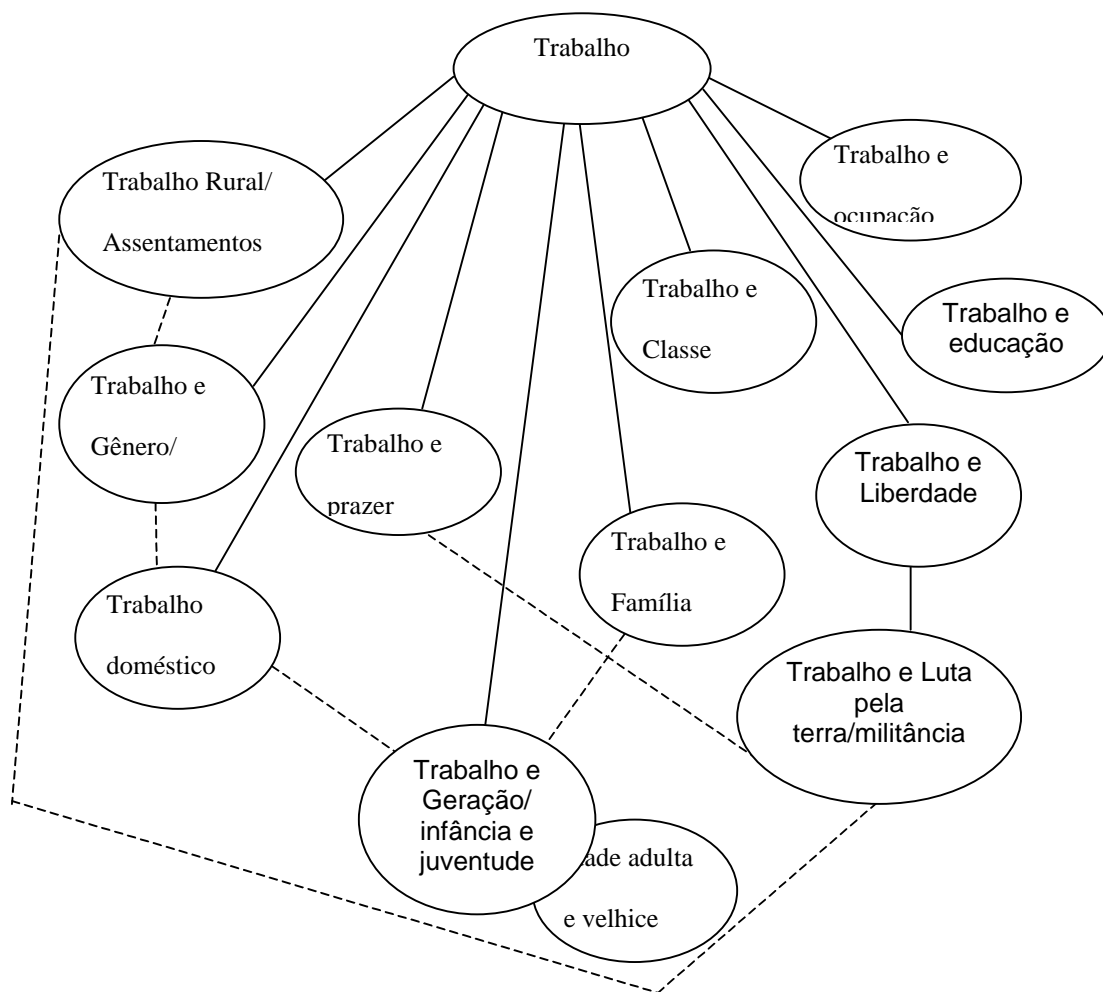 Trabalho
Trabalho Rural/
Assentamentos
Trabalho e
ocupação
Trabalho e
Classe
Trabalho e
educação
Trabalho e
Gênero/
Trabalho e
prazer
Trabalho e
Liberdade
Trabalho e
Família
Trabalho
doméstico
Trabalho e Luta
pela
terra/militância
Trabalho e
Geração/
infância e
juventude
adulta
e velhice